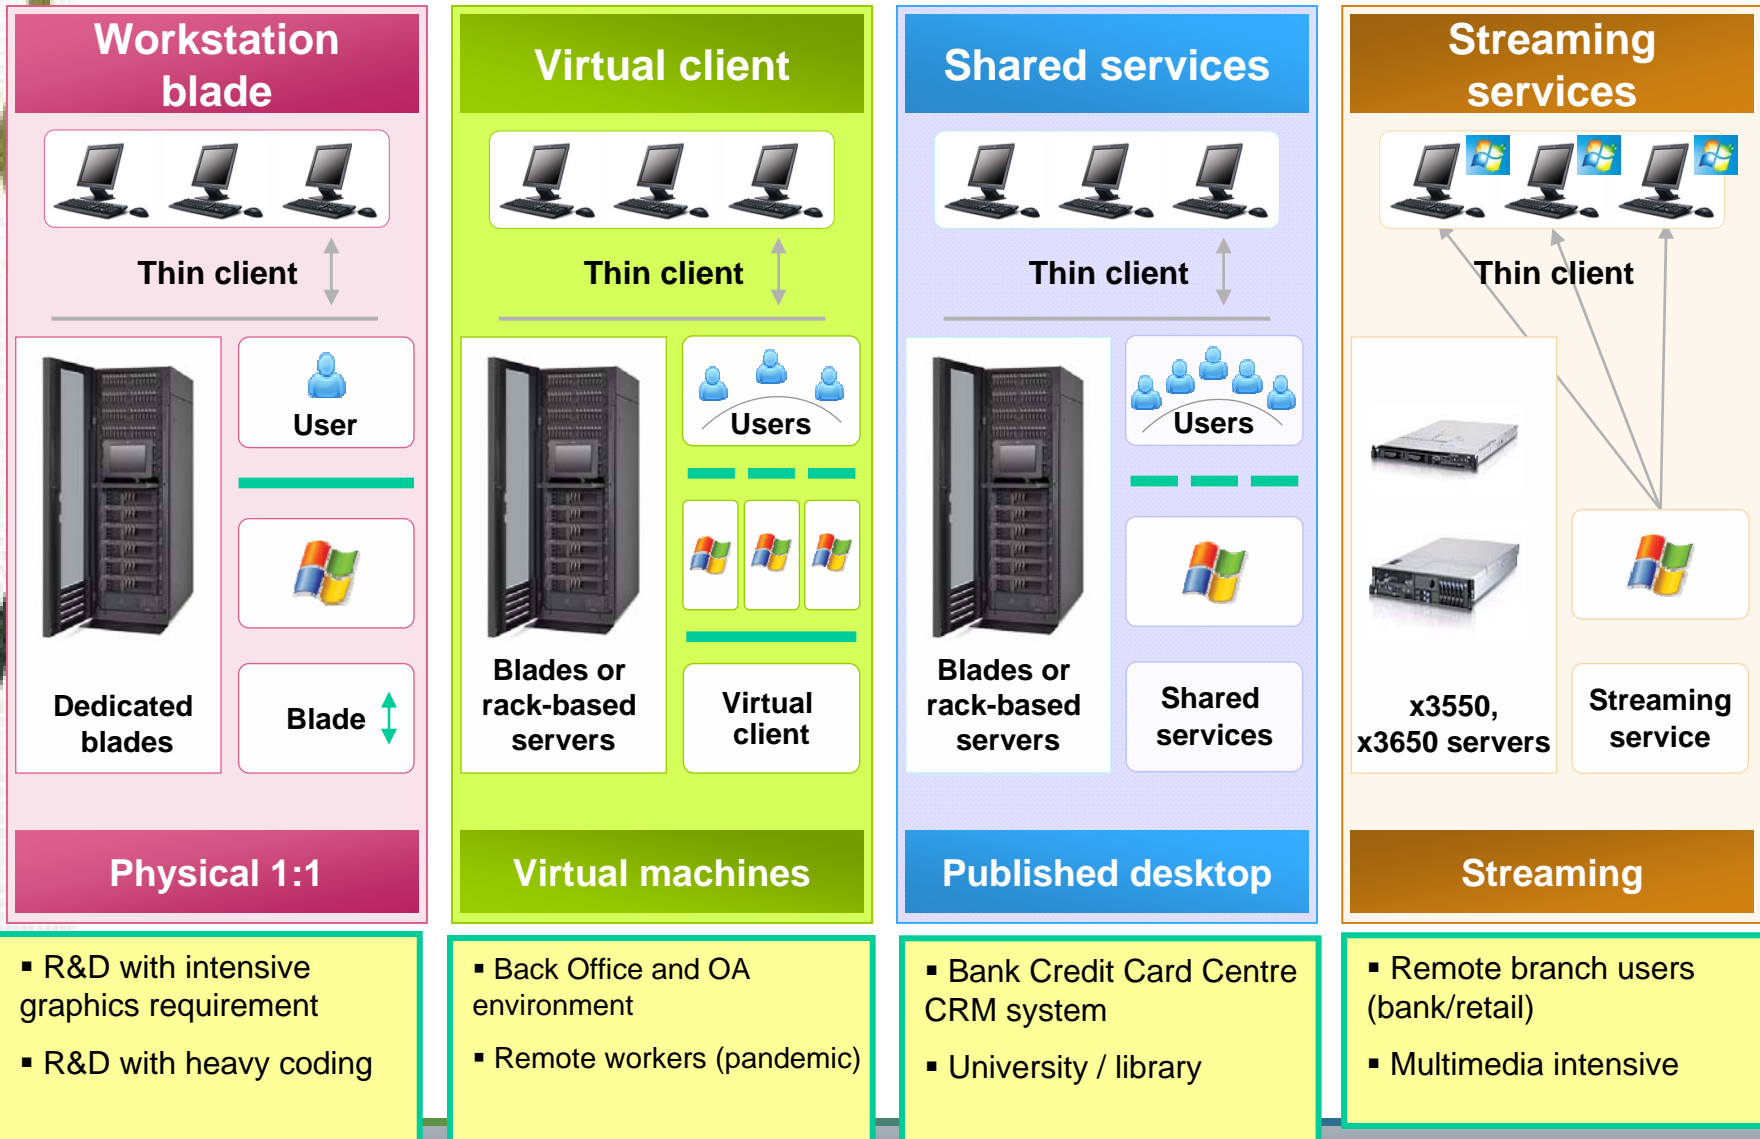 Workstation
blade
Thin client
User
Dedicated
blades
Blade
Physical 1:1
▪ R&D with intensive
graphics requirement
▪ R&D with heavy coding
Virtual client
Thin client
Users
Blades or
rack-based
servers
Virtual
client
Virtual machines
▪ Back Office and OA
environment
▪ Remote workers (pandemic)
Shared services
Thin client
Users
Blades or
rack-based
servers
Shared
services
Published desktop
▪ Bank Credit Card Centre
CRM system
▪ University / library
Streaming
services
Thin client
x3550,
x3650 servers
Streaming
service
Streaming
▪ Remote branch users
(bank/retail)
▪ Multimedia intensive